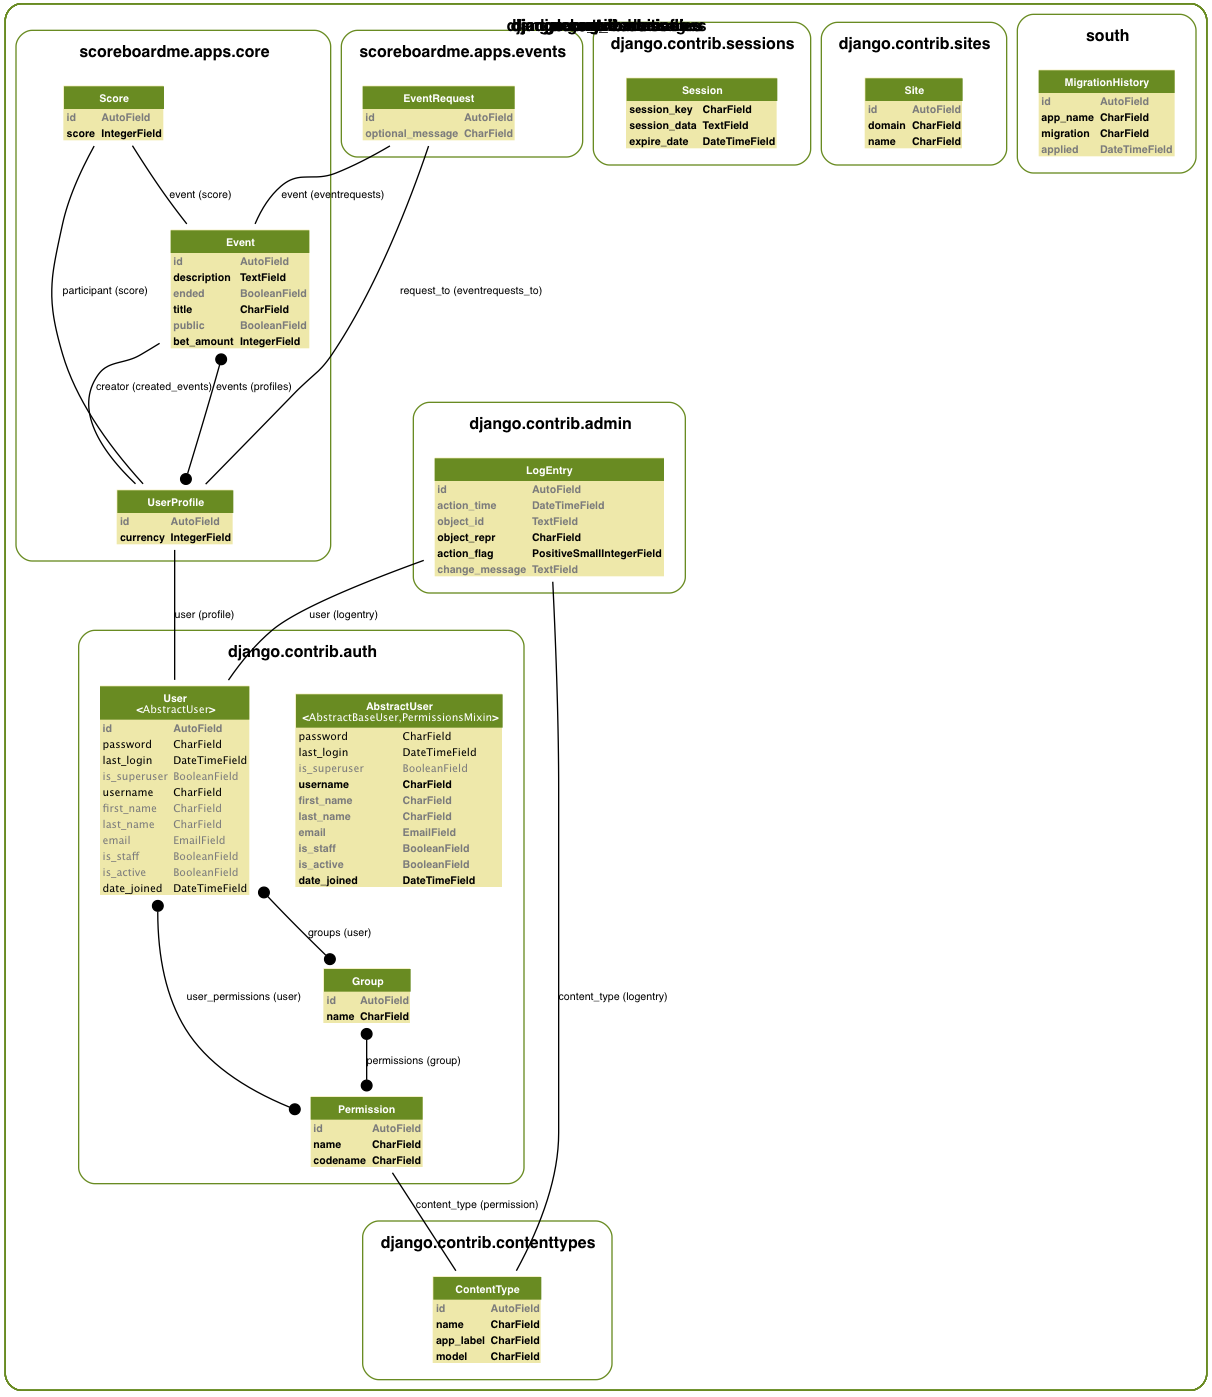 scoreboardme.apps.core
Score
id AutoField
score IntegerField
event (score)
participant (score)
Event
id AutoField
description TextField
ended BooleanField
title CharField
public BooleanField
bet_amount IntegerField
creator (created_events)
events (profiles)
UserProfile
id AutoField
currency IntegerField
scoreboardme.apps.events
EventRequest
id AutoField
optional_message CharField
event (eventrequests)
request_to (eventrequests_to)
django.contrib.sessions
Session
session_key CharField
session_data TextField
expire_date DateTimeField
django.contrib.sites
Site
id AutoField
domain CharField
name CharField
south
MigrationHistory
id AutoField
app_name CharField
migration CharField
applied DateTimeField
django.contrib.admin
LogEntry
id AutoField
action_time DateTimeField
object_id TextField
object_repr CharField
action_flag PositiveSmallIntegerField
change_message TextField
user (profile)
user (logentry)
django.contrib.auth
User
<AbstractUser>
id AutoField
password CharField
last_login DateTimeField
is_superuser BooleanField
username CharField
first_name CharField
last_name CharField
email EmailField
is_staff BooleanField
is_active BooleanField
date_joined DateTimeField
AbstractUser
<AbstractBaseUser,PermissionsMixin>
password CharField
last_login DateTimeField
is_superuser BooleanField
username CharField
first_name CharField
last_name CharField
email EmailField
is_staff BooleanField
is_active BooleanField
date_joined DateTimeField
groups (user)
user_permissions (user)
Group
id AutoField
name CharField
permissions (group)
content_type (logentry)
Permission
id AutoField
name CharField
codename CharField
content_type (permission)
django.contrib.contenttypes
ContentType
id AutoField
name CharField
app_label CharField
model CharField